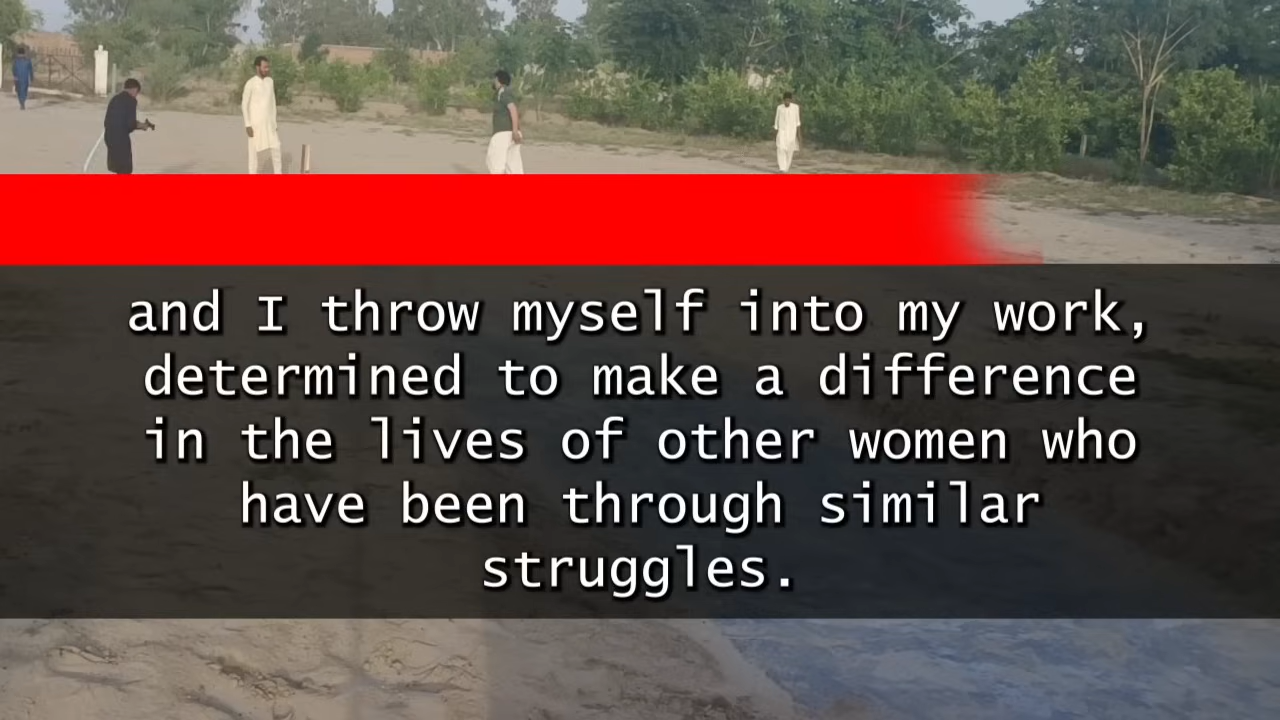 and I throw myself into my work,
determined to make a difference
in the lives of other women who
have been through similar
struggles.